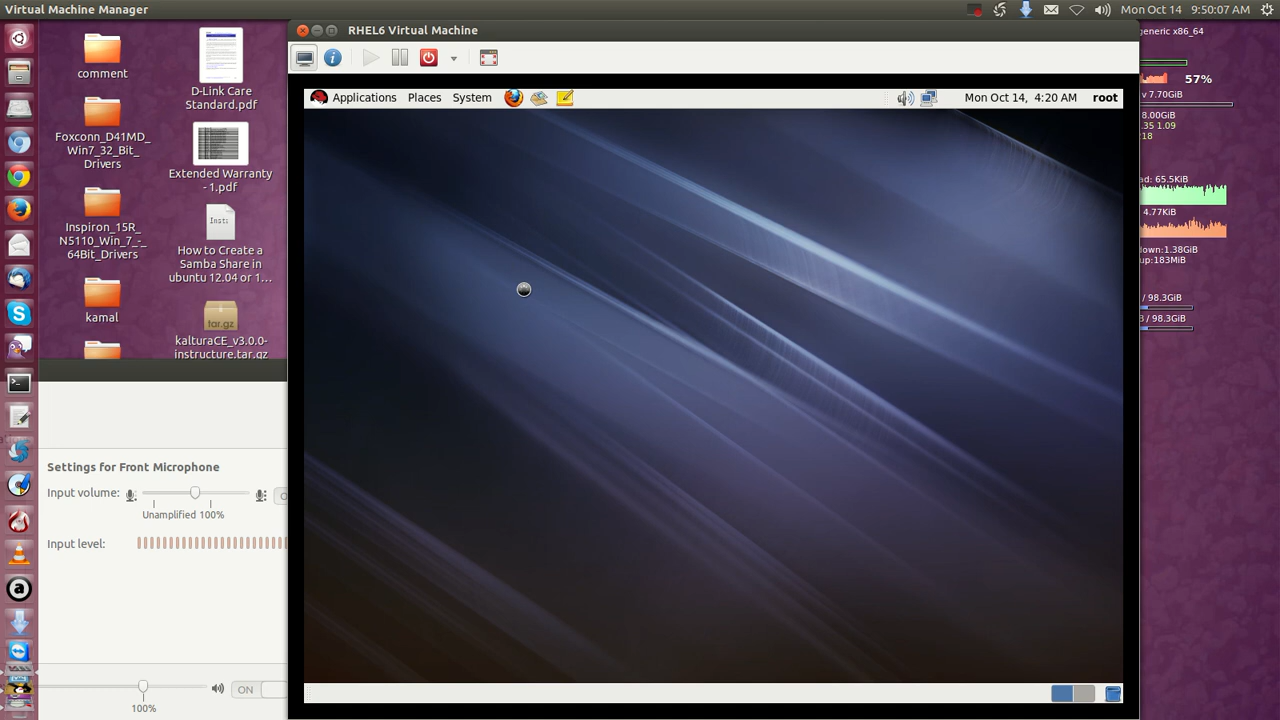 Virtual Machine Manager
Mon Oct 14 9:50:07 AM
RHEL6 Virtual Machine
Applications Places System
Mon Oct 14, 4:20 AM root
comment
D-Link Care
Standard.pdf
Foxconn_D41MD_
Win7_32_Bit_
Drivers
Extended Warranty
- 1.pdf
Inspiron_15R_
N5110_Win_7_-_
64Bit_Drivers
Inst:
How to Create a
Samba Share in
ubuntu 12.04 or 1...
kamal
tar.gz
kalturaCE_v3.0.0-
instructure.tar.gz
Settings for Front Microphone
Input volume:
Unamplified 100%
Input level:
ON
100%
generic x86_64
57%
7.70GiB
8.00GiB
.35 1.09
:18
ad: 65.5KiB
4.77KiB
down:1.38GiB
up:183MiB
/ 98.3GiB
/ 98.3GiB